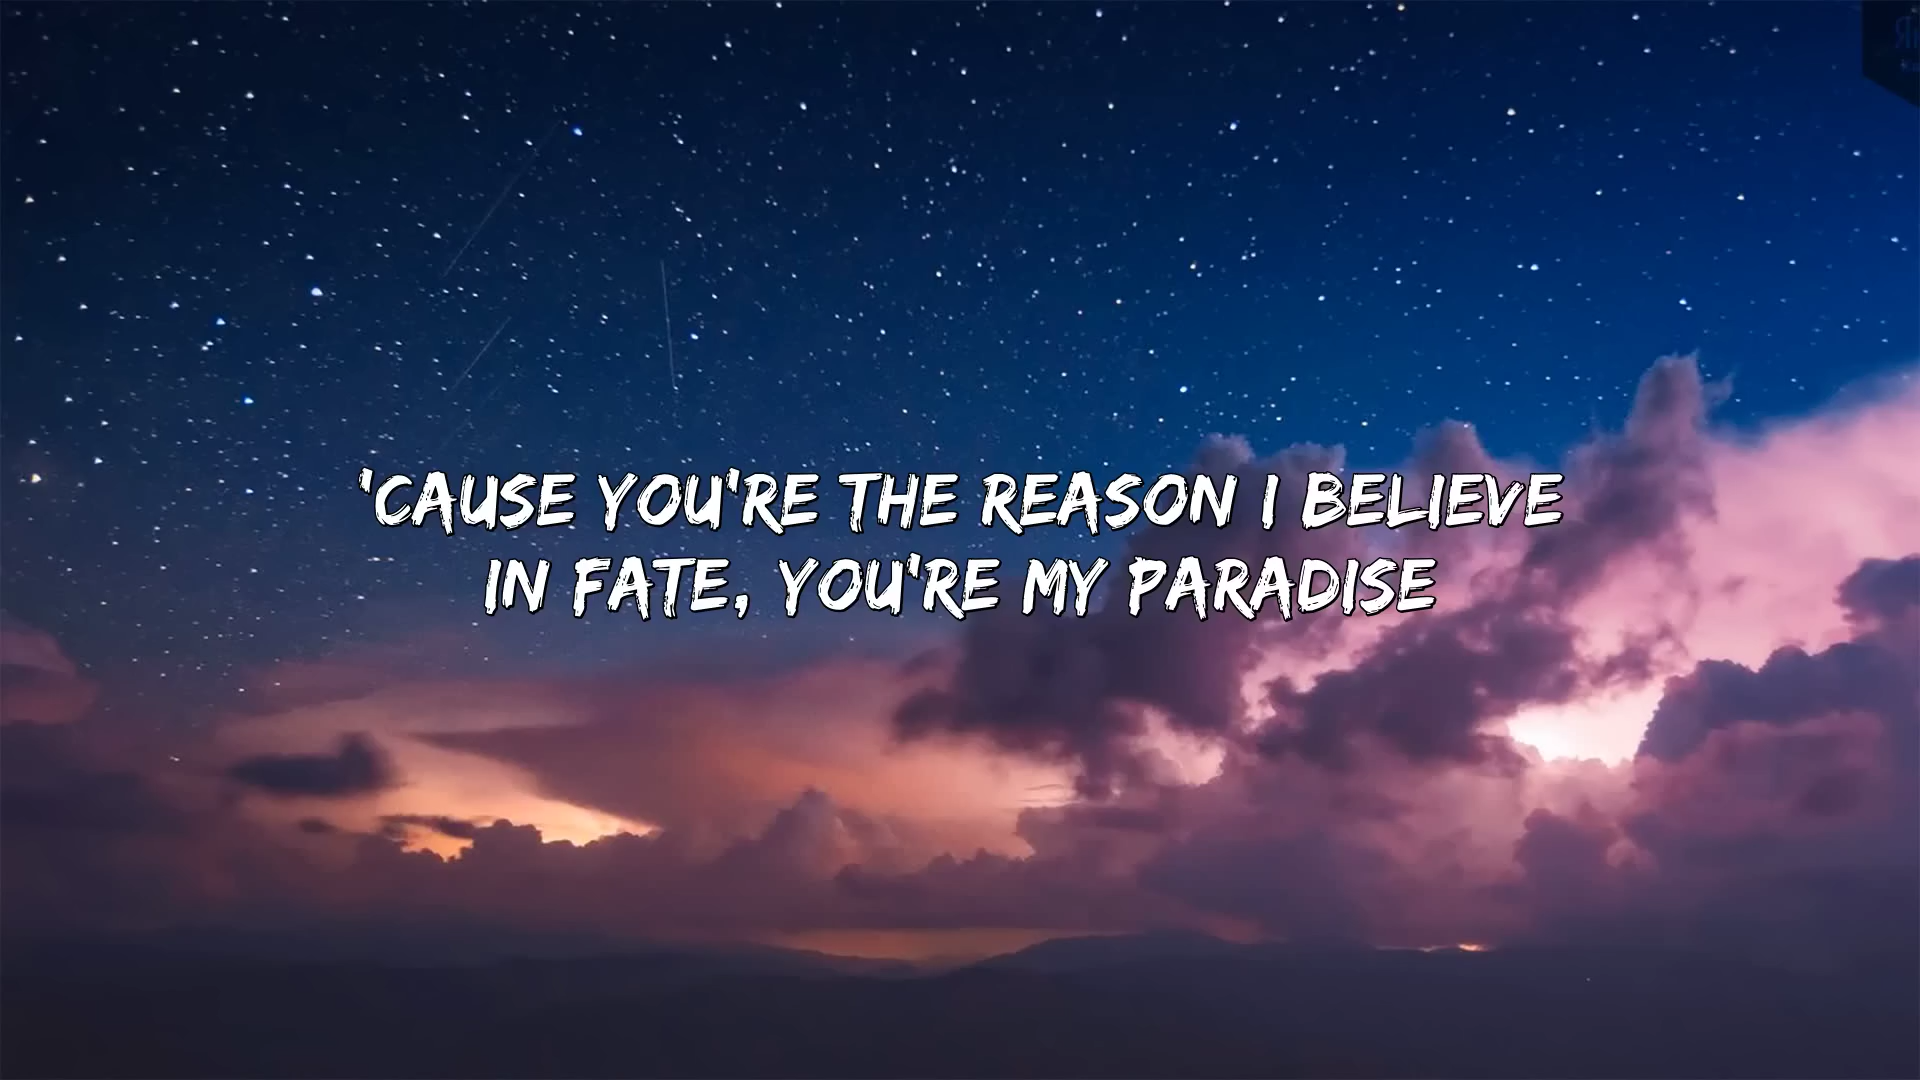 'CAUSE YOU'RE THE REASON I BELIEVE
IN FATE, YOU'RE MY PARADISE